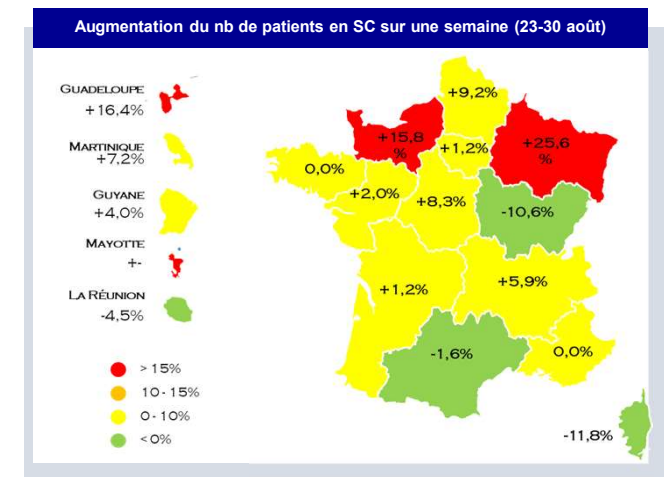 Augmentation du nb de patients en SC sur une semaine (23-30 août)
GUADELOUPE
+16,4%
MARTINIQUE
+7,2%
GUYANE
+4,0%
MAYOTTE
+-
LA RÉUNION
-4,5%
> 15%
10 - 15%
0 - 10%
< 0%
+9,2%
+15,8
%
+1,2%
+25,6
%
0,0%
+2,0%
+8,3%
-10,6%
+1,2%
+5,9%
-1,6%
0,0%
-11,8%